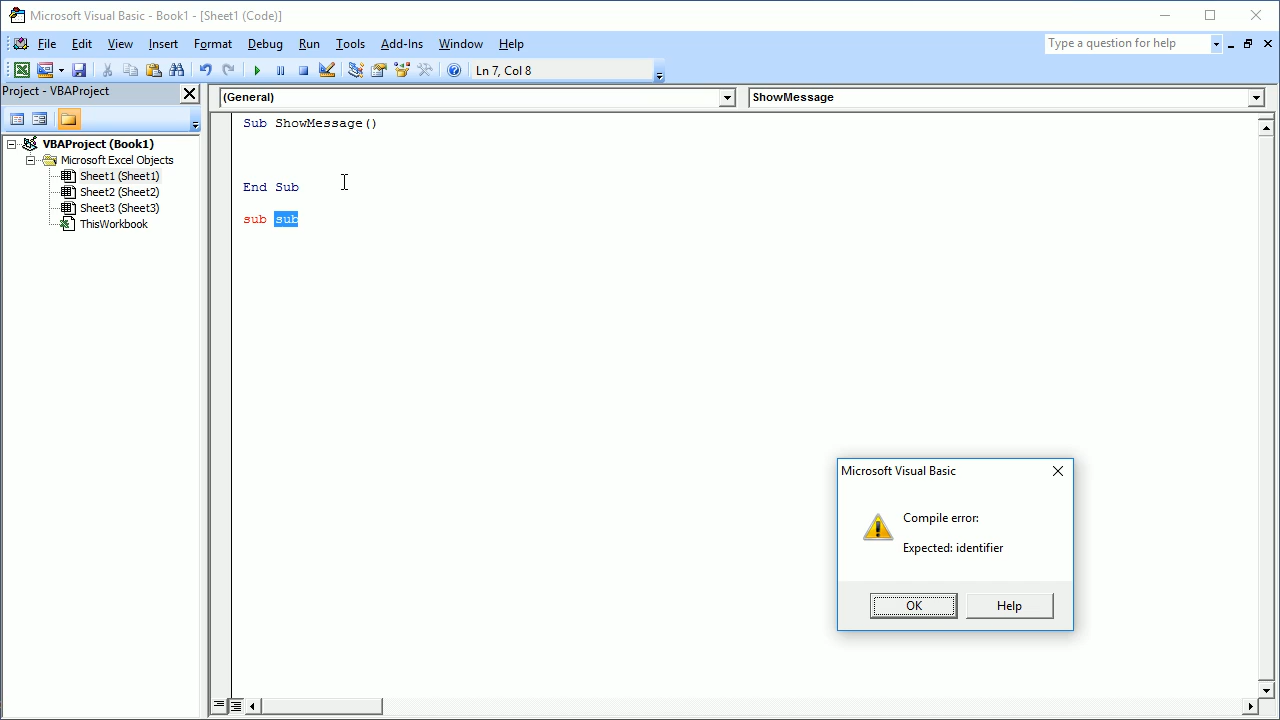 Microsoft Visual Basic - Book1 - [Sheet1 (Code)]
File Edit View Insert Format Debug Run Tools Add-Ins Window Help
Type a question for help
Ln 7, Col 8
Project - VBAProject
(General)
ShowMessage
VBAProject (Book1)
Microsoft Excel Objects
Sheet1 (Sheet1)
Sheet2 (Sheet2)
Sheet3 (Sheet3)
ThisWorkbook
Sub ShowMessage()
End Sub
sub sub
Microsoft Visual Basic
Compile error:
Expected: identifier
OK
Help